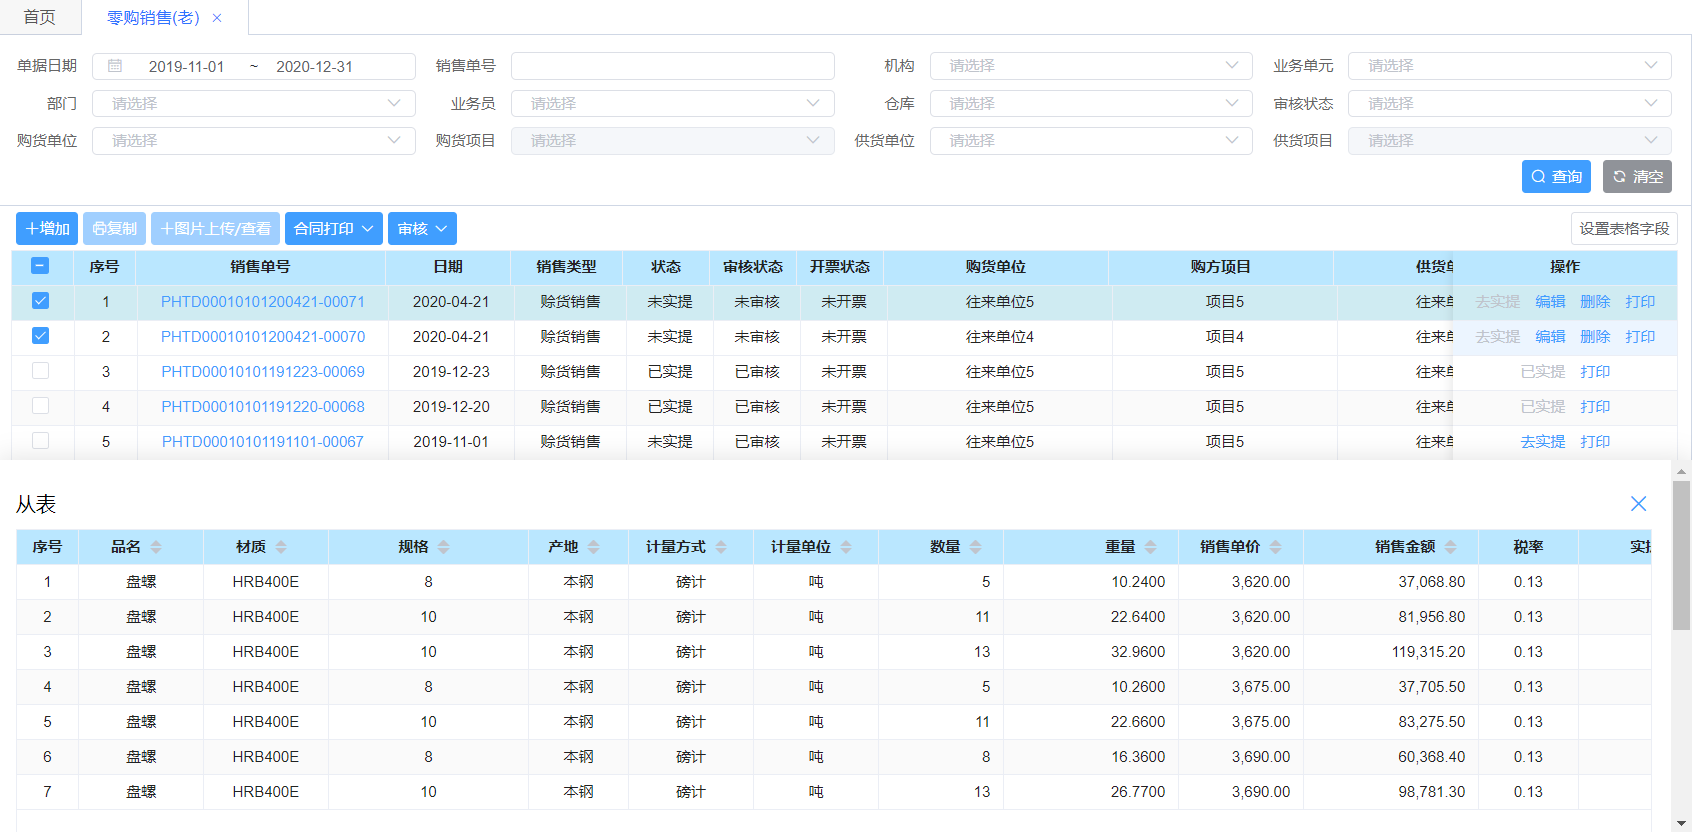 首页 零购销售(老)
单据日期 2019-11-01 ~ 2020-12-31 销售单号 机构 请选择 业务单元 请选择
部门 请选择 业务员 请选择 仓库 请选择 审核状态 请选择
购货单位 请选择 购货项目 请选择 供货单位 请选择 供货项目 请选择
查询 清空
+增加 复制 +图片上传/查看 合同打印 审核 设置表格字段
序号 销售单号 日期 销售类型 状态 审核状态 开票状态 购货单位 购方项目 供货 操作
1 PHTD00010101200421-00071 2020-04-21 赊货销售 未实提 未审核 未开票 往来单位5 项目5 往来 去实提 编辑 删除 打印
2 PHTD00010101200421-00070 2020-04-21 赊货销售 未实提 未审核 未开票 往来单位4 项目4 往来 去实提 编辑 删除 打印
3 PHTD00010101191223-00069 2019-12-23 赊货销售 已实提 已审核 未开票 往来单位5 项目5 往来 已实提 打印
4 PHTD00010101191220-00068 2019-12-20 赊货销售 已实提 已审核 未开票 往来单位5 项目5 往来 已实提 打印
5 PHTD00010101191101-00067 2019-11-01 赊货销售 未实提 已审核 未开票 往来单位5 项目5 往来 去实提 打印
从表
序号 品名 材质 规格 产地 计量方式 计量单位 数量 重量 销售单价 销售金额 税率 实
1 盘螺 HRB400E 8 本钢 磅计 吨 5 10.2400 3,620.00 37,068.80 0.13
2 盘螺 HRB400E 10 本钢 磅计 吨 11 22.6400 3,620.00 81,956.80 0.13
3 盘螺 HRB400E 10 本钢 磅计 吨 13 32.9600 3,620.00 119,315.20 0.13
4 盘螺 HRB400E 8 本钢 磅计 吨 5 10.2600 3,675.00 37,705.50 0.13
5 盘螺 HRB400E 10 本钢 磅计 吨 11 22.6600 3,675.00 83,275.50 0.13
6 盘螺 HRB400E 8 本钢 磅计 吨 8 16.3600 3,690.00 60,368.40 0.13
7 盘螺 HRB400E 10 本钢 磅计 吨 13 26.7700 3,690.00 98,781.30 0.13